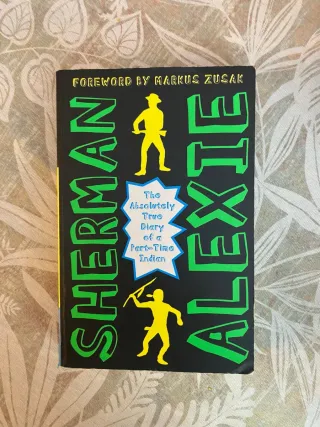 FOREWORD BY MARKUS ZUSAK
SHERMAN
ALEXIE
The
Absolutely
True
Diary
of a
Part-Time
Indian